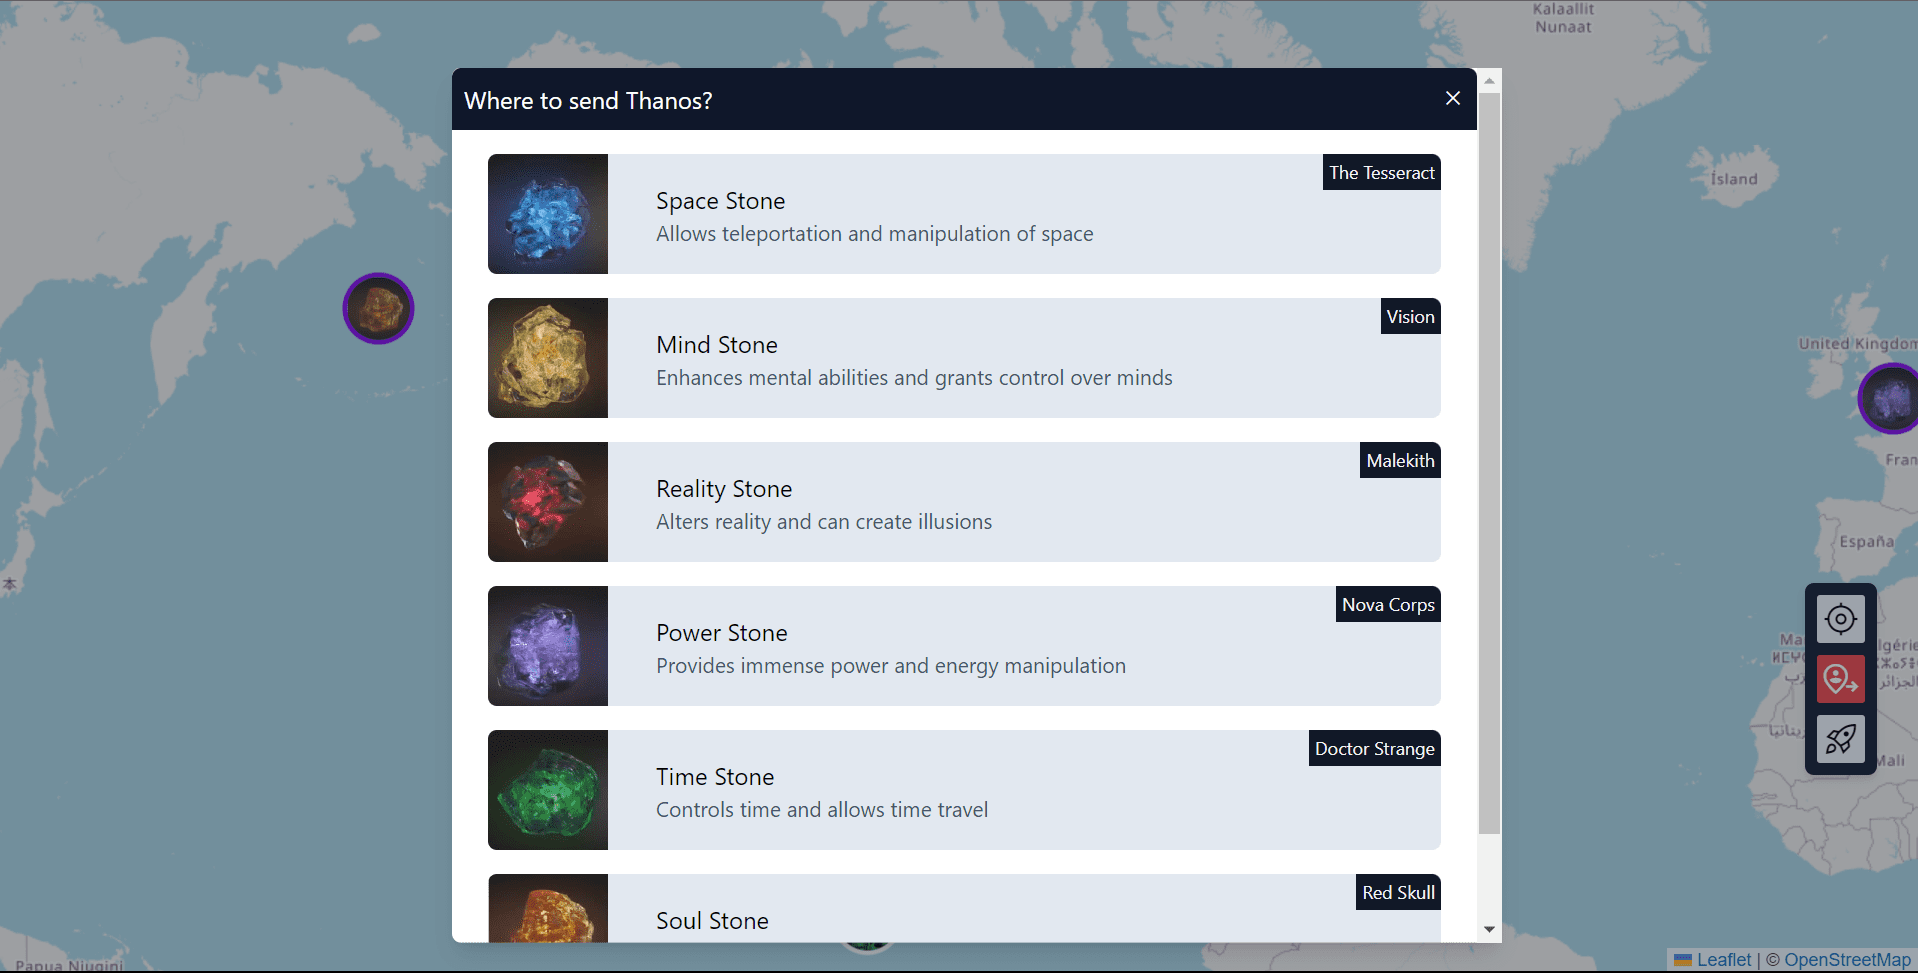 Kalaallit
Nunaat
Where to send Thanos?
The Tesseract
Space Stone
Allows teleportation and manipulation of space
Ísland
Vision
Mind Stone
Enhances mental abilities and grants control over minds
United Kingdom
Malekith
Reality Stone
Alters reality and can create illusions
Fran
España
本
Nova Corps
Power Stone
Provides immense power and energy manipulation
Ma
lgérie
الجزائر
Doctor Strange
Time Stone
Controls time and allows time travel
Mali
Red Skull
Soul Stone
Papua Niugini
Leaflet | © OpenStreetMap